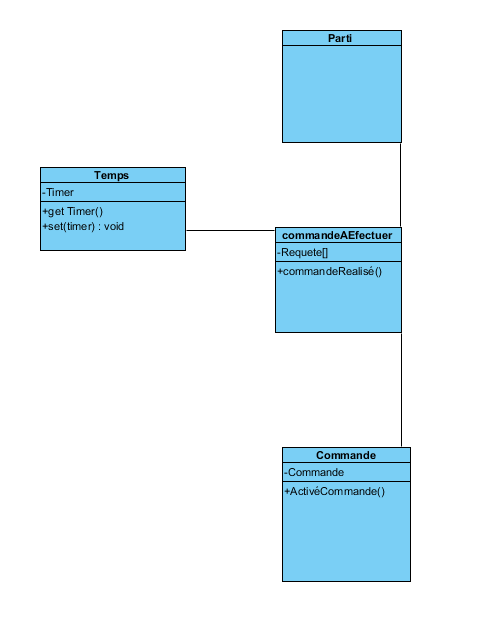 Parti
Temps
-Timer
+get Timer()
+set(timer) : void
commandeAEfectuer
-Requete[]
+commandeRealisé()
Commande
-Commande
+ActivéCommande()